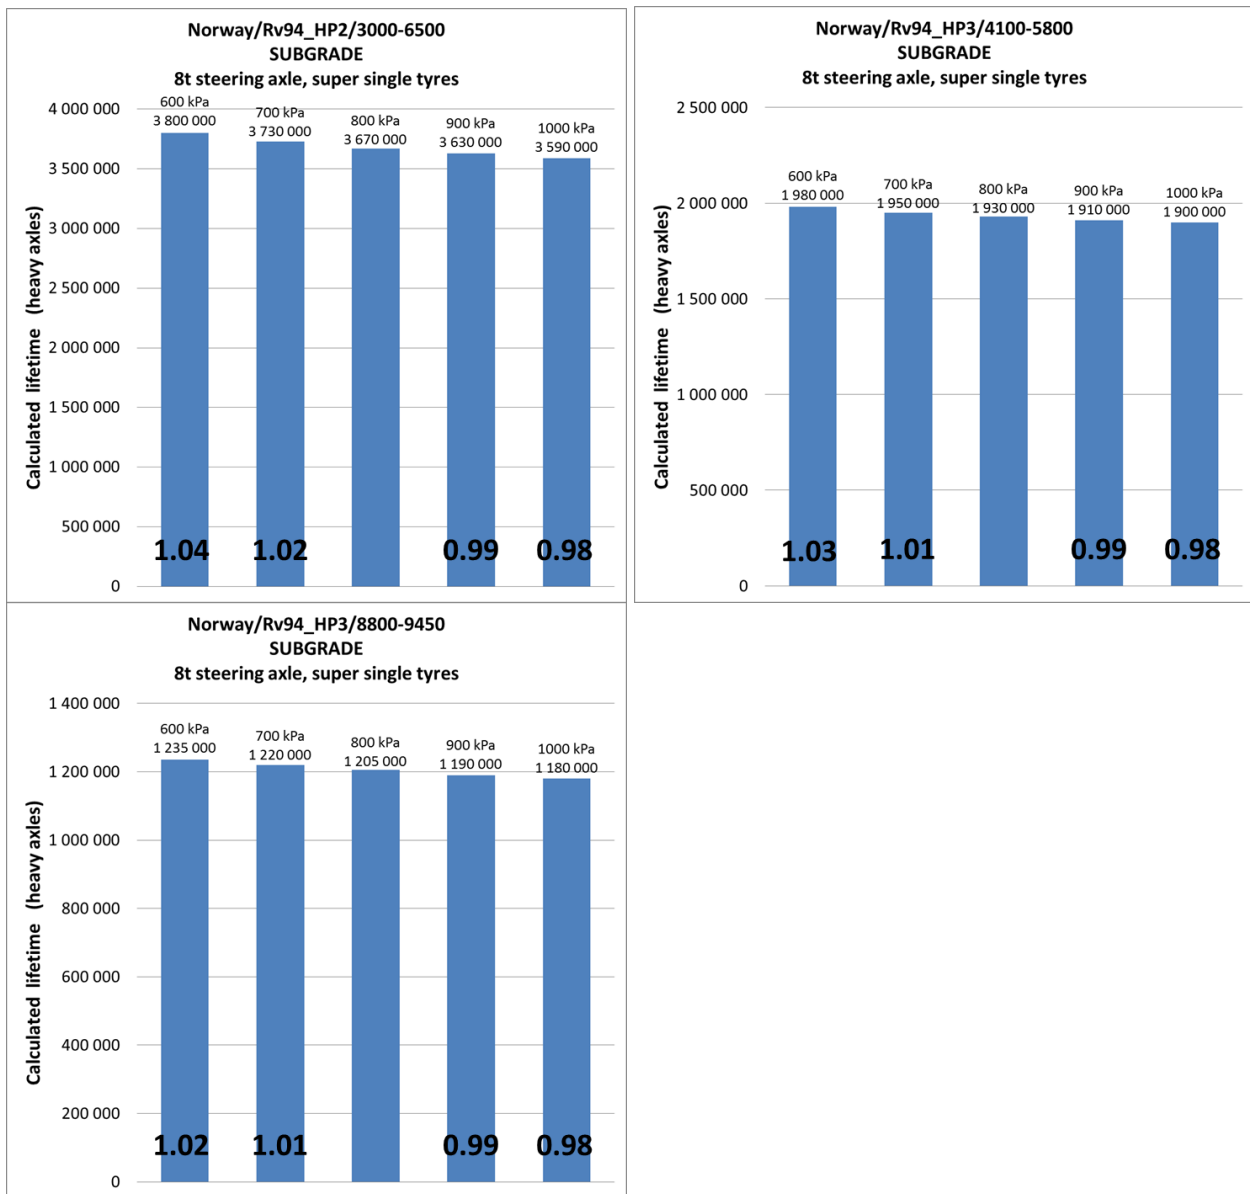 Norway/Rv94_HP2/3000-6500
SUBGRADE
8t steering axle, super single tyres
Calculated lifetime (heavy axles)
4 000 000
3 500 000
3 000 000
2 500 000
2 000 000
1 500 000
1 000 000
500 000
0
600 kPa
3 800 000
700 kPa
3 730 000
800 kPa
3 670 000
900 kPa
3 630 000
1000 kPa
3 590 000
1.04 1.02 0.99 0.98
Norway/Rv94_HP3/4100-5800
SUBGRADE
8t steering axle, super single tyres
Calculated lifetime (heavy axles)
2 500 000
2 000 000
1 500 000
1 000 000
500 000
0
600 kPa
1 980 000
700 kPa
1 950 000
800 kPa
1 930 000
900 kPa
1 910 000
1000 kPa
1 900 000
1.03 1.01 0.99 0.98
Norway/Rv94_HP3/8800-9450
SUBGRADE
8t steering axle, super single tyres
Calculated lifetime (heavy axles)
1 400 000
1 200 000
1 000 000
800 000
600 000
400 000
200 000
0
600 kPa
1 235 000
700 kPa
1 220 000
800 kPa
1 205 000
900 kPa
1 190 000
1000 kPa
1 180 000
1.02 1.01 0.99 0.98